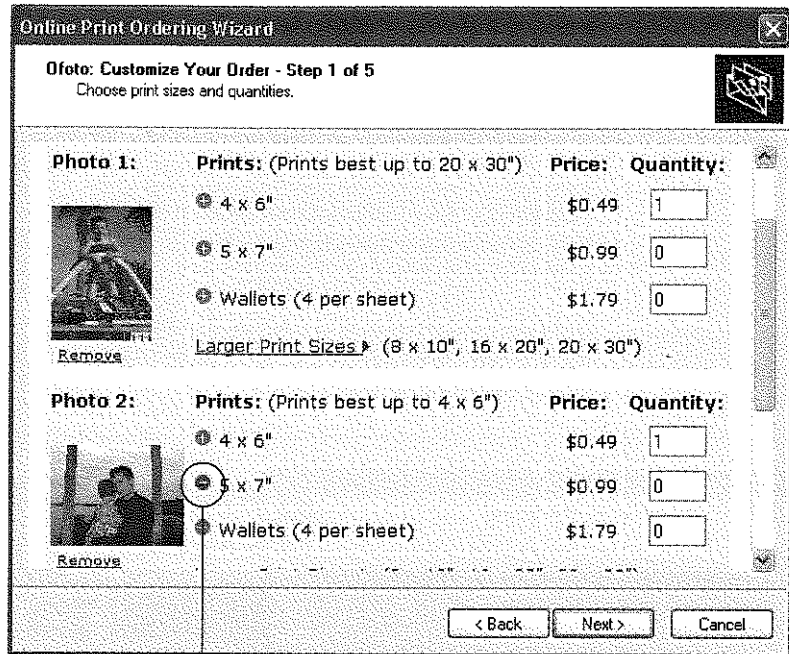 Online Print Ordering Wizard
Ofoto: Customize Your Order - Step 1 of 5
Choose print sizes and quantities.
Photo 1: Prints: (Prints best up to 20 x 30") Price: Quantity:
4 x 6" $0.49 1
5 x 7" $0.99 0
Wallets (4 per sheet) $1.79 0
Remove Larger Print Sizes (8 x 10", 16 x 20", 20 x 30")
Photo 2: Prints: (Prints best up to 4 x 6") Price: Quantity:
4 x 6" $0.49 1
5 x 7" $0.99 0
Wallets (4 per sheet) $1.79 0
Remove
< Back Next > Cancel